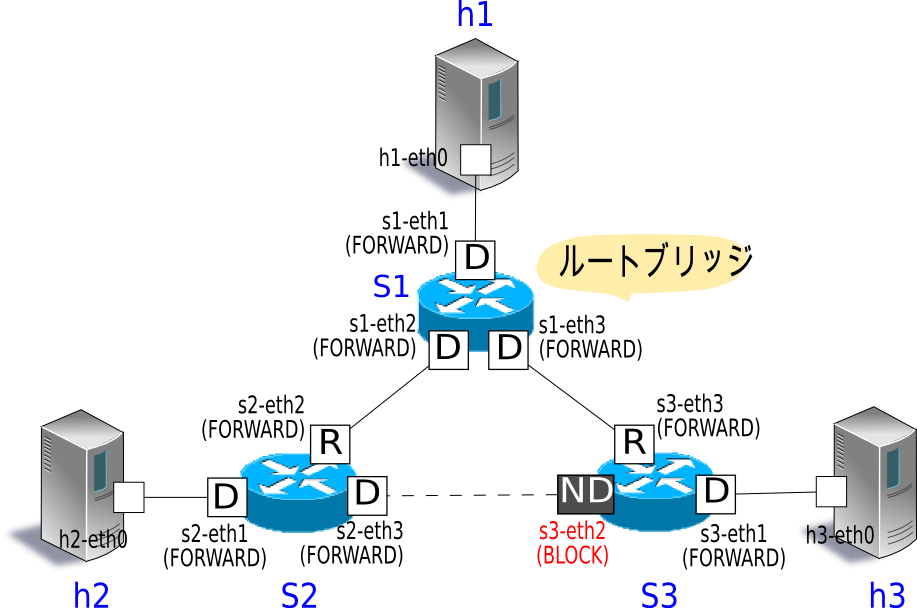 h1
h1-eth0
s1-eth1
(FORWARD)
D
ルートブリッジ
S1
s1-eth2
(FORWARD)
D
D
s1-eth3
(FORWARD)
s2-eth2
(FORWARD)
R
R
s3-eth3
(FORWARD)
h2-eth0
D
s2-eth1
(FORWARD)
D
s2-eth3
(FORWARD)
ND
s3-eth2
(BLOCK)
D
s3-eth1
(FORWARD)
h3-eth0
h2
S2
S3
h3